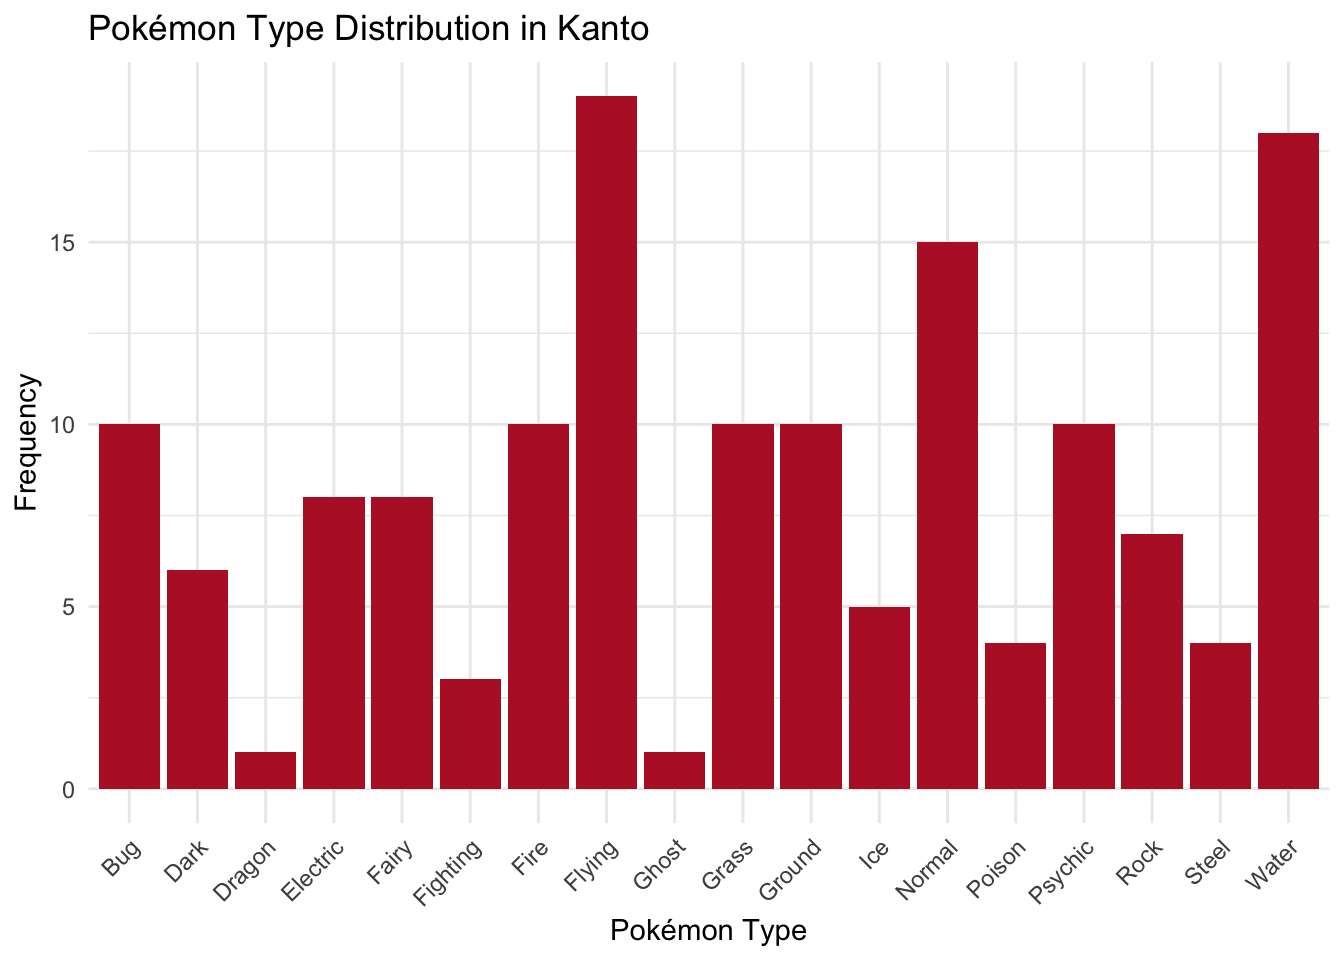 Pokémon Type Distribution in Kanto
Frequency
15
10
5
0
Bug
Dark
Dragon
Electric
Fairy
Fighting
Fire
Flying
Ghost
Grass
Ground
Ice
Normal
Poison
Psychic
Rock
Steel
Water
Pokémon Type